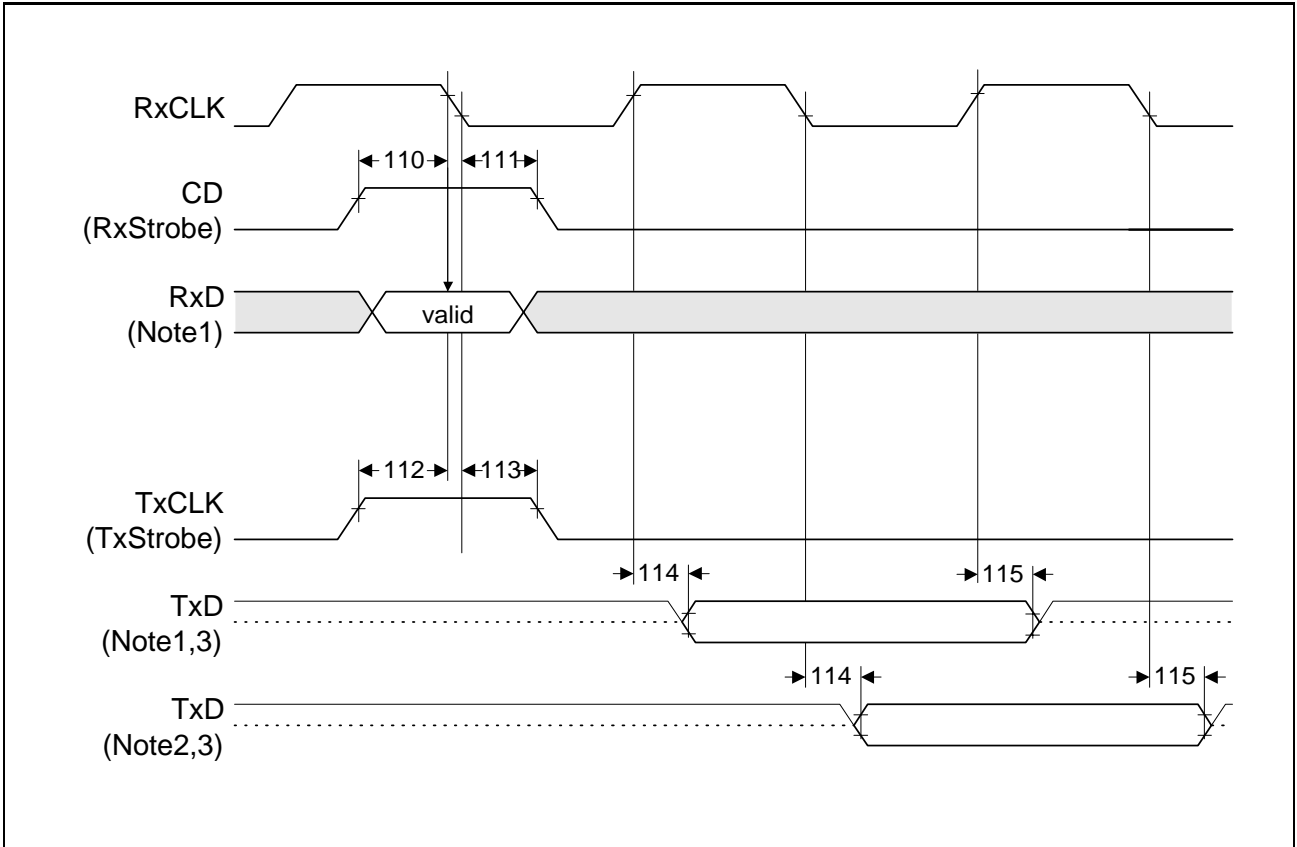 RxCLK
110
111
CD
(RxStrobe)
RxD
(Note1)
valid
112
113
TxCLK
(TxStrobe)
114
115
TxD
(Note1,3)
114
115
TxD
(Note2,3)